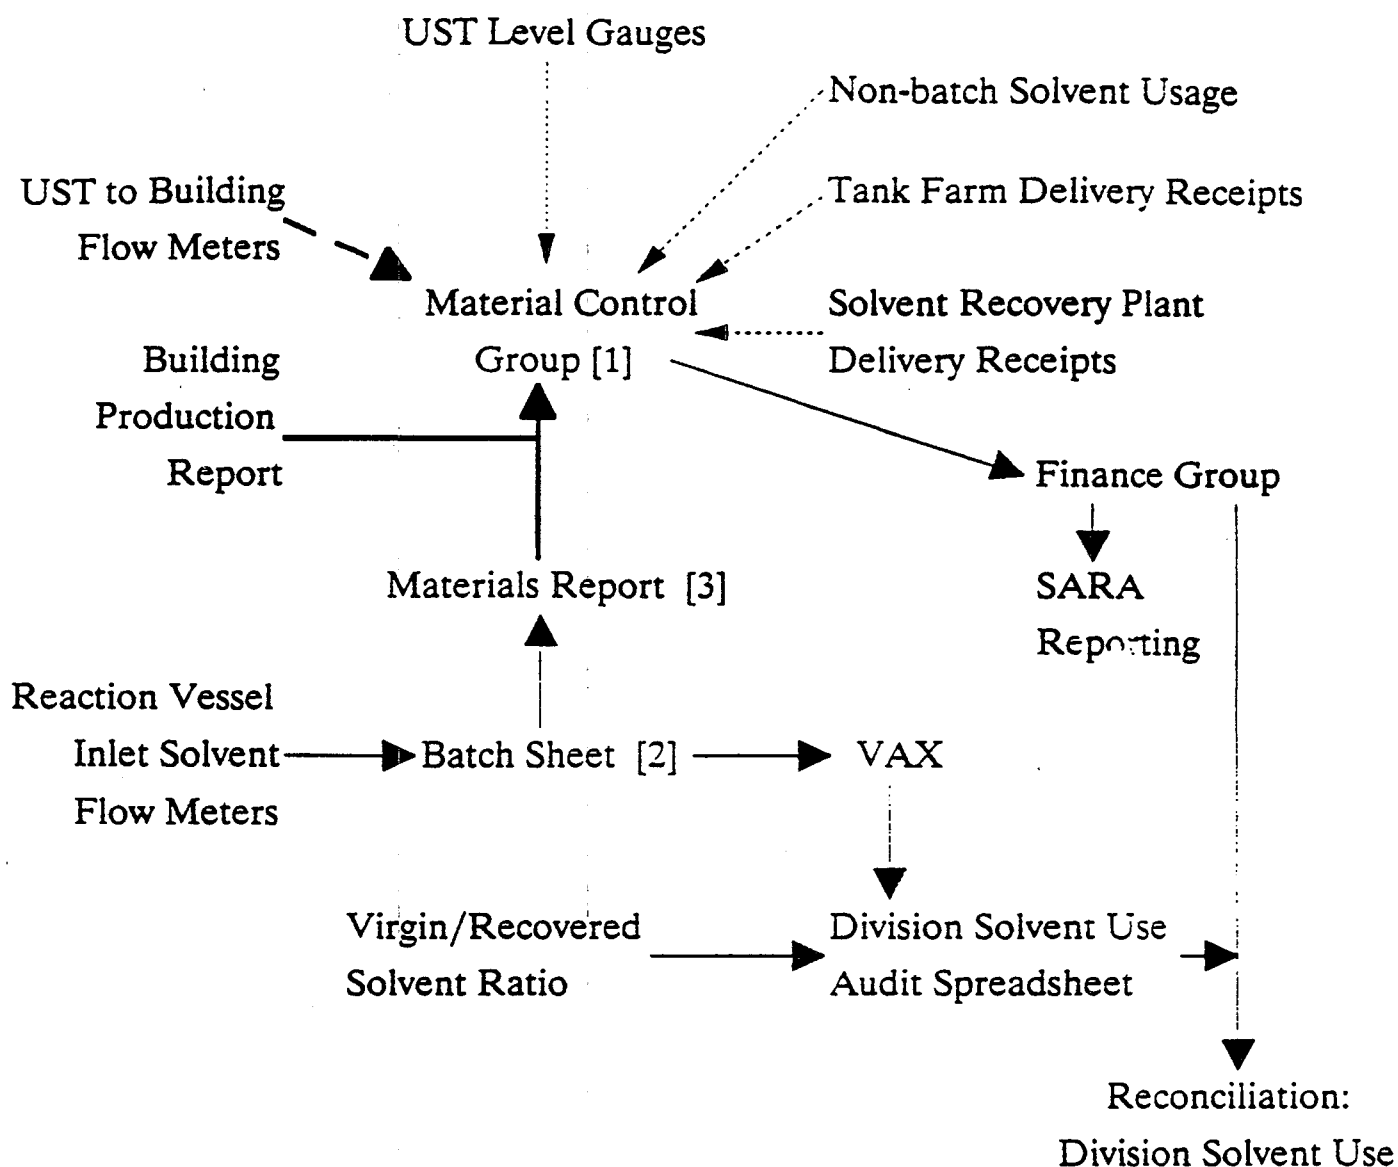 UST Level Gauges
Non-batch Solvent Usage
UST to Building
Flow Meters
Tank Farm Delivery Receipts
Material Control
Group [1]
Solvent Recovery Plant
Delivery Receipts
Building
Production
Report
Finance Group
Materials Report [3]
SARA
Reporting
Reaction Vessel
Inlet Solvent
Flow Meters
Batch Sheet [2]
VAX
Virgin/Recovered
Solvent Ratio
Division Solvent Use
Audit Spreadsheet
Reconciliation:
Division Solvent Use